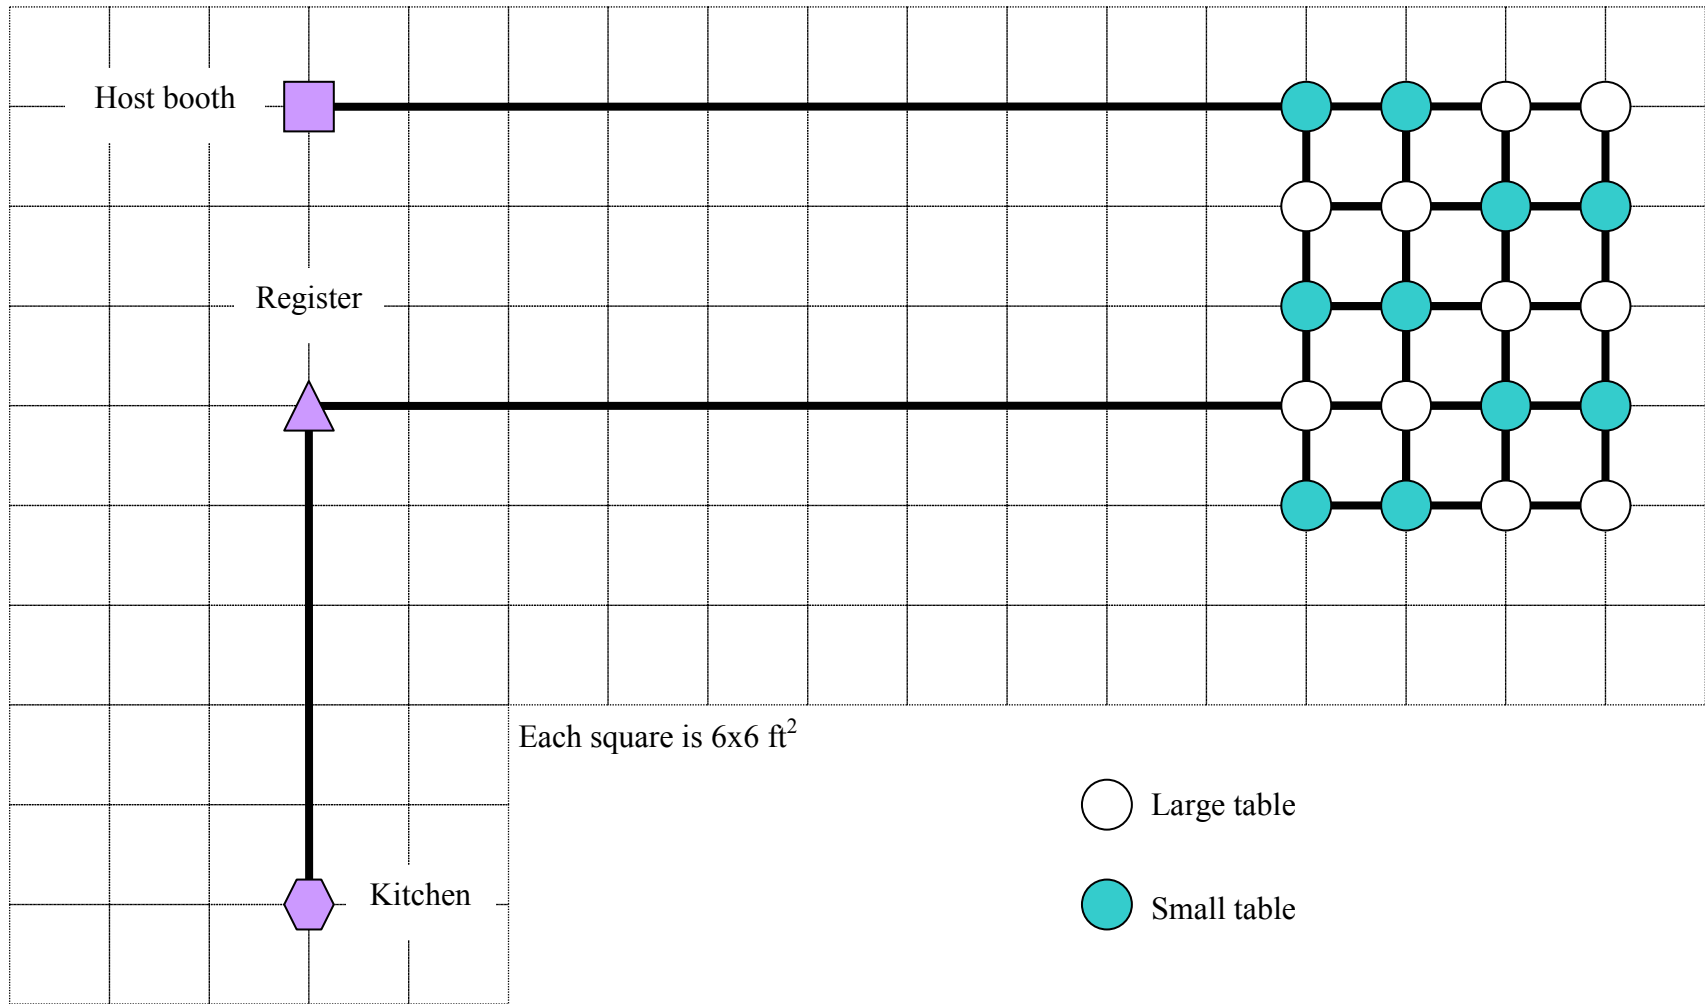 Host booth
Register
Each square is 6x6 ft²
Large table
Kitchen
Small table